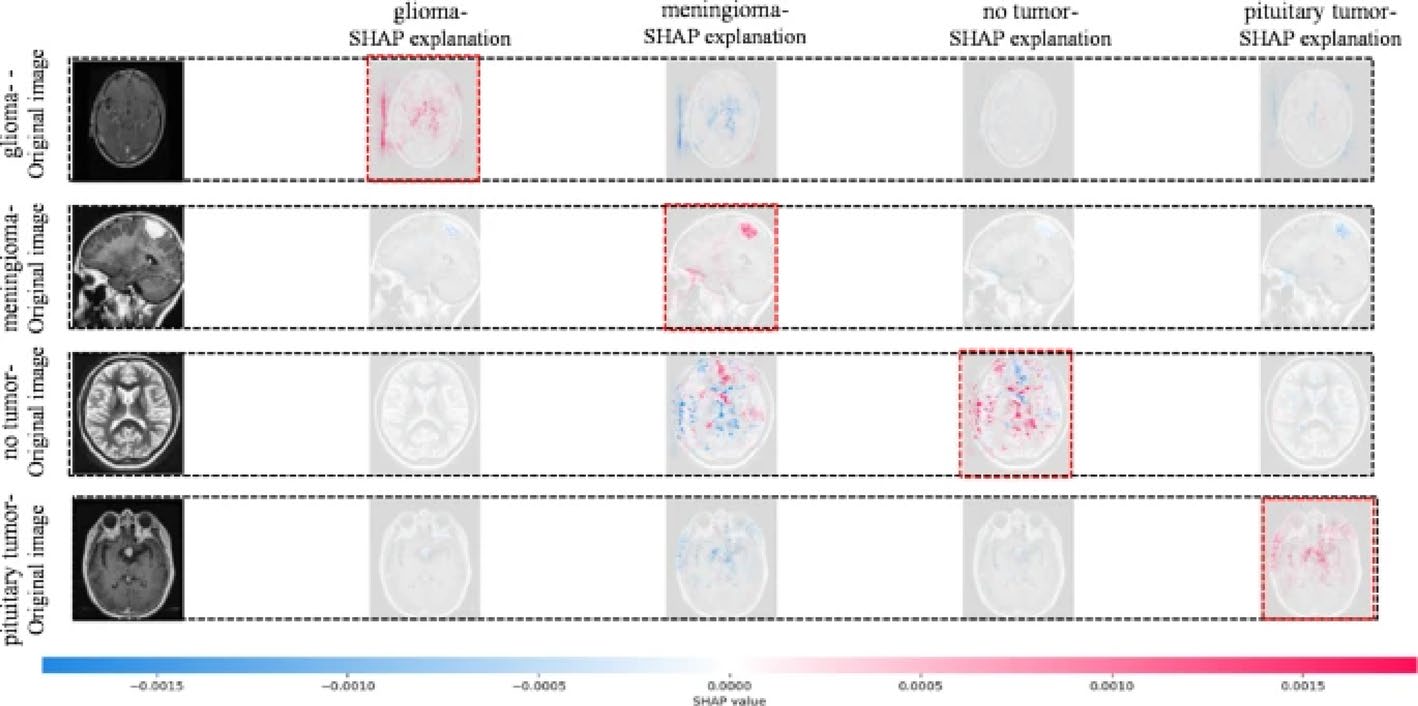 glioma-
SHAP explanation
meningioma-
SHAP explanation
no tumor-
SHAP explanation
pituitary tumor-
SHAP explanation
glioma--
Original image
meningioma-
Original image
no tumor-
Original image
pituitary tumor-
Original image
−0.0015 −0.0010 −0.0005 0.0000 0.0005 0.0010 0.0015
SHAP value